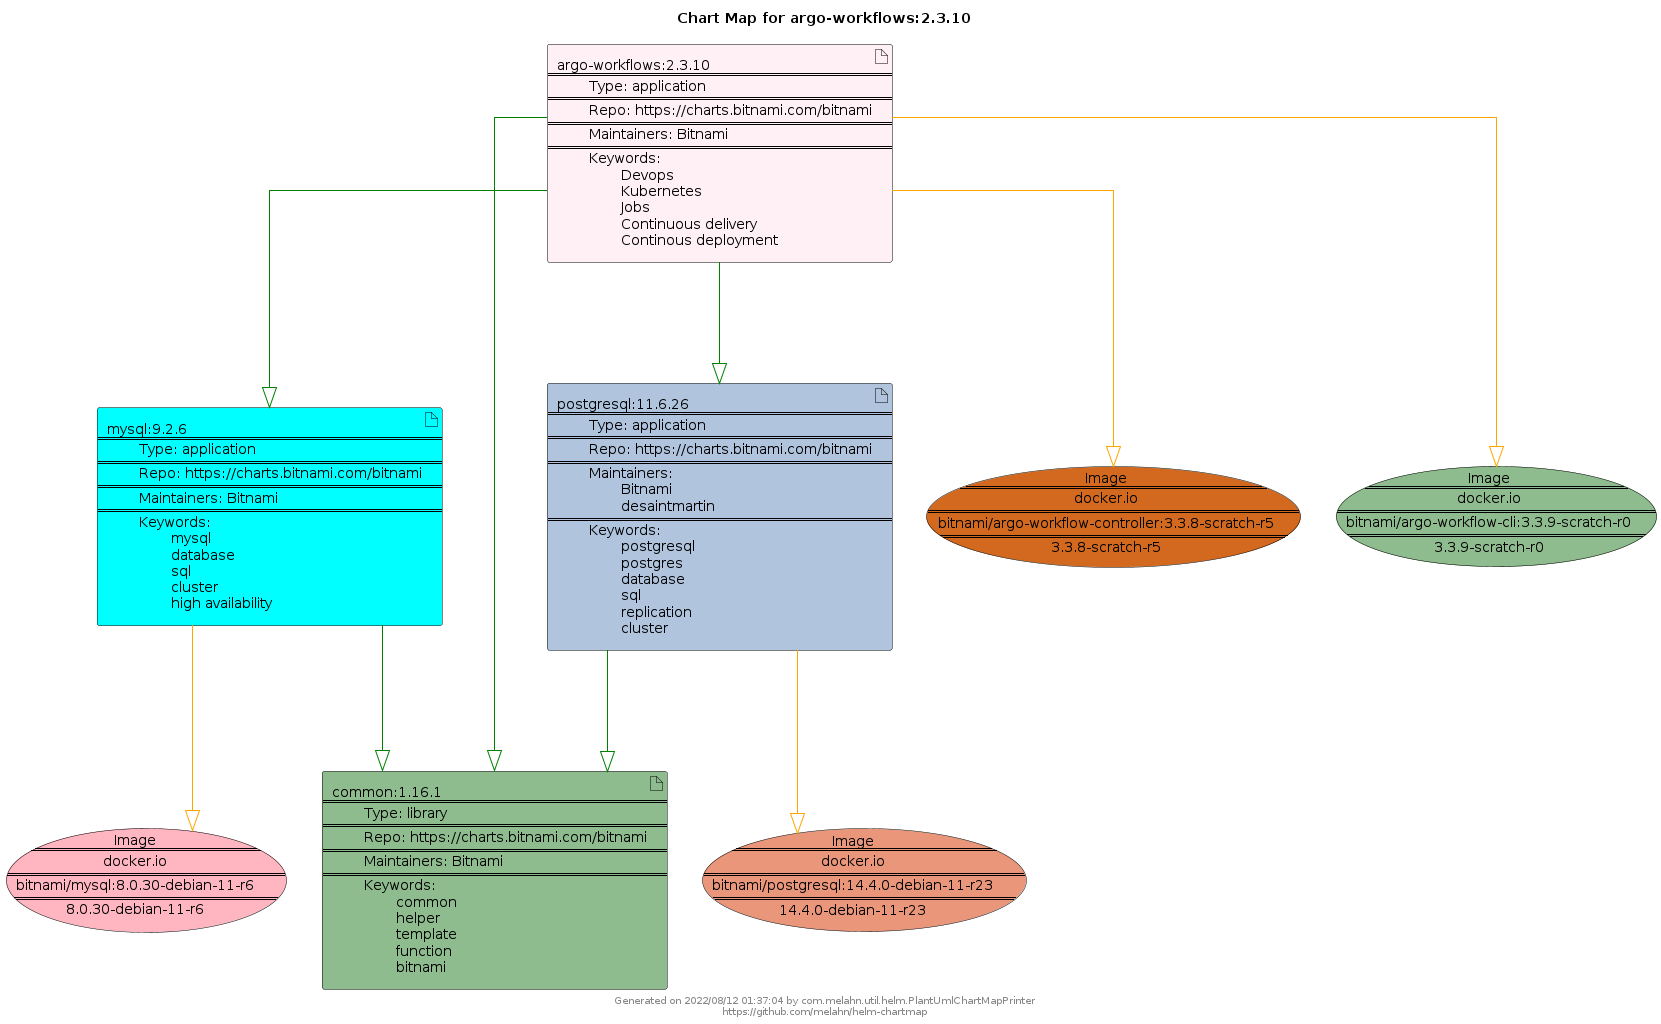 Chart Map for argo-workflows:2.3.10
argo-workflows:2.3.10
Type: application
Repo: https://charts.bitnami.com/bitnami
Maintainers: Bitnami
Keywords:
Devops
Kubernetes
Jobs
Continuous delivery
Continous deployment
mysql:9.2.6
Type: application
Repo: https://charts.bitnami.com/bitnami
Maintainers: Bitnami
Keywords:
mysql
database
sql
cluster
high availability
postgresql:11.6.26
Type: application
Repo: https://charts.bitnami.com/bitnami
Maintainers:
Bitnami
desaintmartin
Keywords:
postgresql
postgres
database
sql
replication
cluster
Image
docker.io
bitnami/argo-workflow-controller:3.3.8-scratch-r5
3.3.8-scratch-r5
Image
docker.io
bitnami/argo-workflow-cli:3.3.9-scratch-r0
3.3.9-scratch-r0
Image
docker.io
bitnami/mysql:8.0.30-debian-11-r6
8.0.30-debian-11-r6
common:1.16.1
Type: library
Repo: https://charts.bitnami.com/bitnami
Maintainers: Bitnami
Keywords:
common
helper
template
function
bitnami
Image
docker.io
bitnami/postgresql:14.4.0-debian-11-r23
14.4.0-debian-11-r23
Generated on 2022/08/12 01:37:04 by com.melahn.util.helm.PlantUmlChartMapPrinter
https://github.com/melahn/helm-chartmap